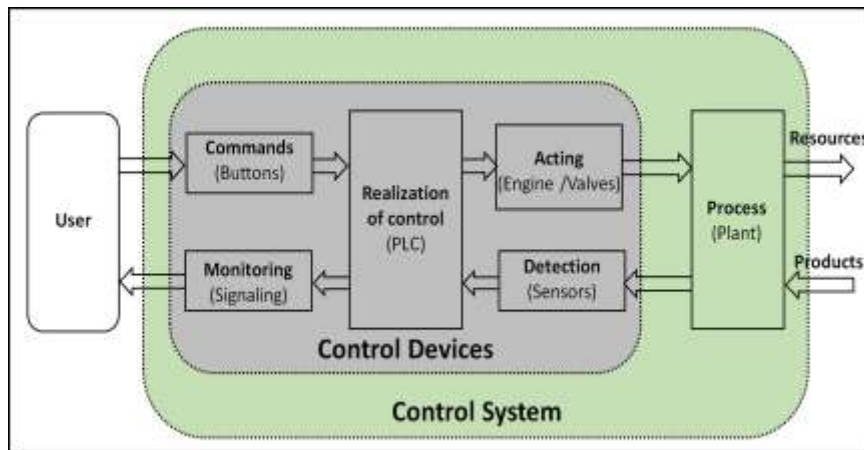 User
Commands
(Buttons)
Monitoring
(Signaling)
Realization
of control
(PLC)
Acting
(Engine /Valves)
Detection
(Sensors)
Process
(Plant)
Resources
Products
Control Devices
Control System